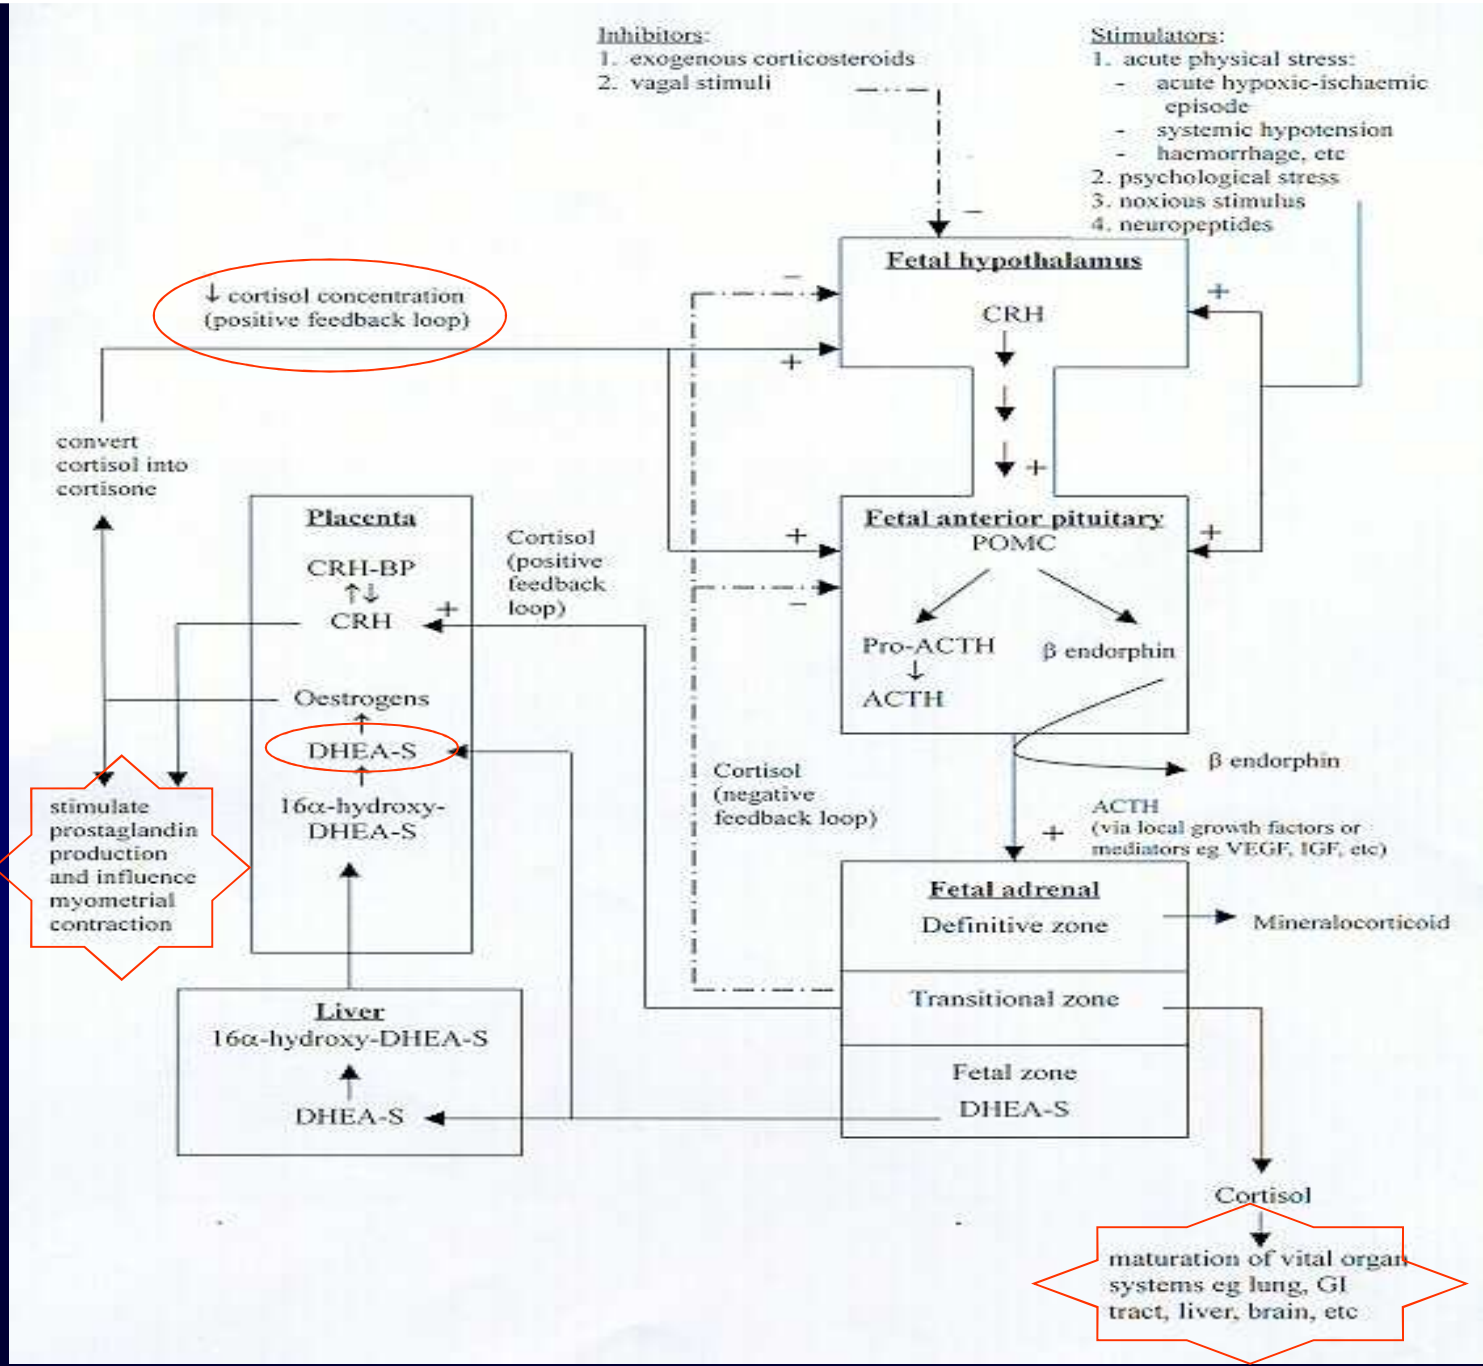 Inhibitors:
1. exogenous corticosteroids
2. vagal stimuli
Stimulators:
1. acute physical stress:
- acute hypoxic-ischaemic
episode
- systemic hypotension
- haemorrhage, etc
2. psychological stress
3. noxious stimulus
4. neuropeptides
–
Fetal hypothalamus
CRH
–
+
+
↓ cortisol concentration
(positive feedback loop)
convert
cortisol into
cortisone
+
Fetal anterior pituitary
POMC
+
+
–
Pro-ACTH
↓
ACTH
β endorphin
Placenta
CRH-BP
↑↓
CRH
+
Oestrogens
↑
DHEA-S
↑
16α-hydroxy-
DHEA-S
Cortisol
(positive
feedback
loop)
Cortisol
(negative
feedback loop)
β endorphin
+
ACTH
(via local growth factors or
mediators eg VEGF, IGF, etc)
stimulate
prostaglandin
production
and influence
myometrial
contraction
Fetal adrenal
Definitive zone
Mineralocorticoid
Transitional zone
Fetal zone
DHEA-S
Liver
16α-hydroxy-DHEA-S
DHEA-S
Cortisol
maturation of vital organ
systems eg lung, GI
tract, liver, brain, etc